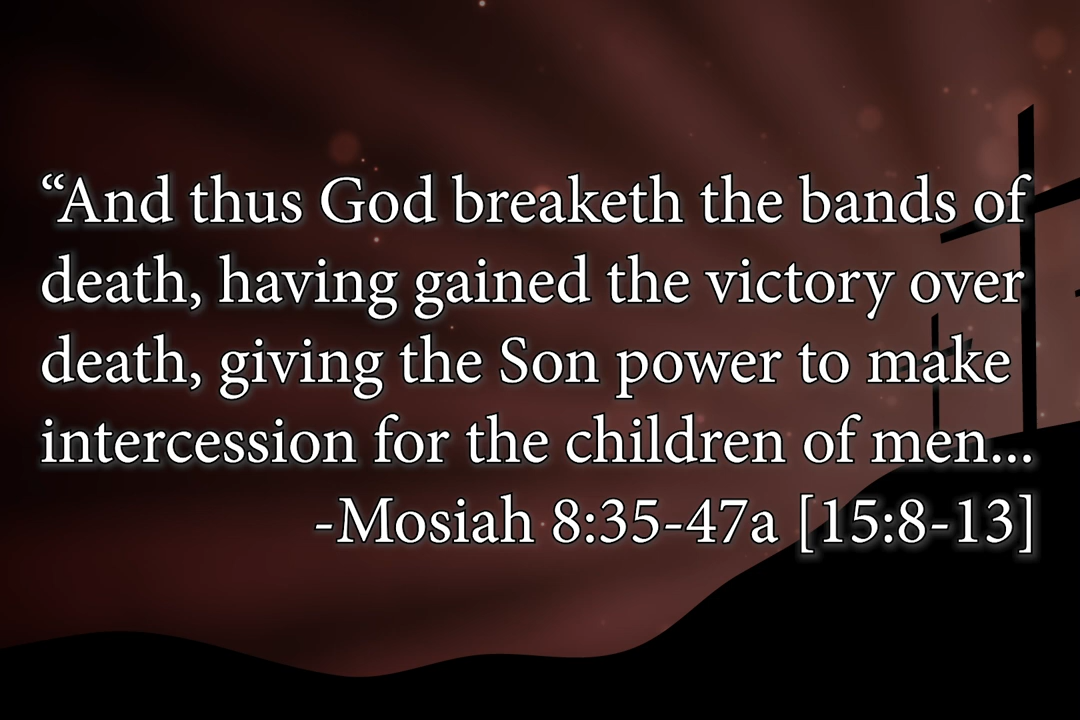 “And thus God breaketh the bands of
death, having gained the victory over
death, giving the Son power to make
intercession for the children of men...
-Mosiah 8:35-47a [15:8-13]